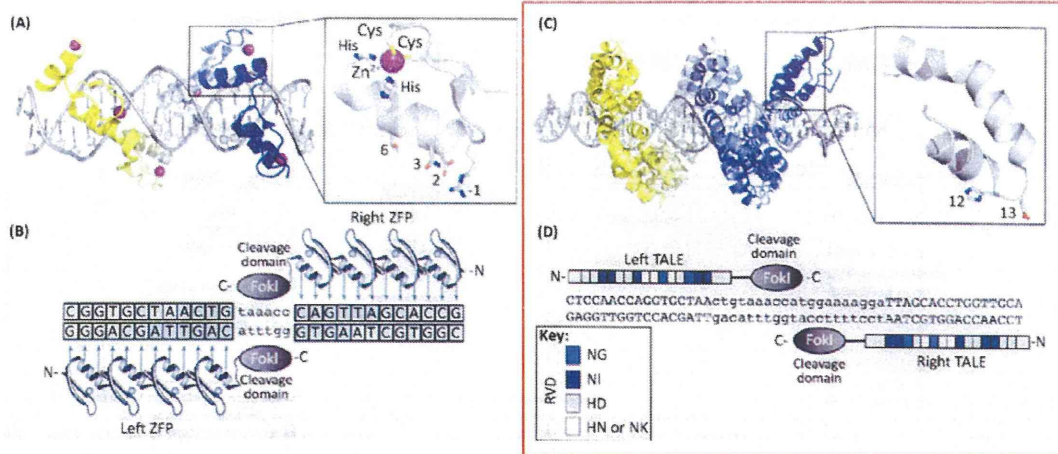 (A)
Cys
His
Cys
Zn²⁺
His
6
3
2
-1
(B)
Right ZFP
Cleavage
domain
C-
FokI
-N
CGGTGCTAACTG taaacc CAGTTAGCACCG
GGGACGATTGAC atttgg GTGAATCGTGGC
N-
FokI
-C
Cleavage
domain
Left ZFP
(C)
12
13
(D)
Cleavage
domain
Left TALE
N-
FokI
-C
CTCCAACCAGGTGCTAActgtaaaccatggaaaaggaTTAGCACCTGGTTGCA
GAGGTTGGTCCACGATTgacatttggtaccttttcctAATCGTGGACCAACCT
Key:
RVD
NG
NI
HD
HN or NK
C-
FokI
-N
Cleavage
domain
Right TALE